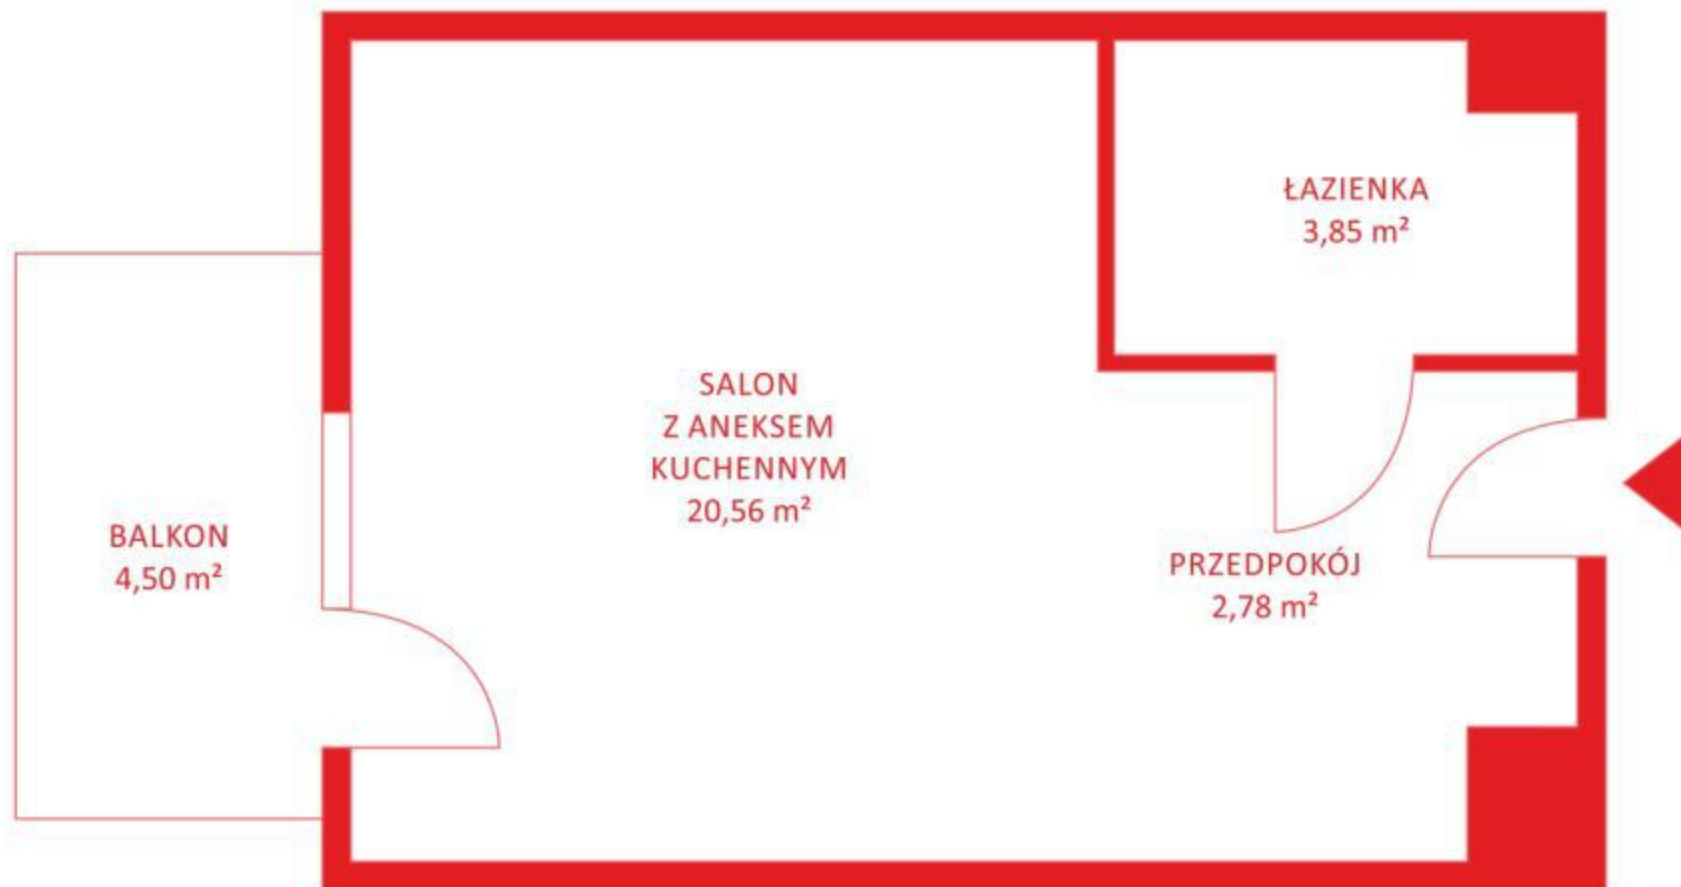 ŁAZIENKA
3,85 m²
SALON
Z ANEKSEM
KUCHENNYM
20,56 m²
BALKON
4,50 m²
PRZEDPOKÓJ
2,78 m²